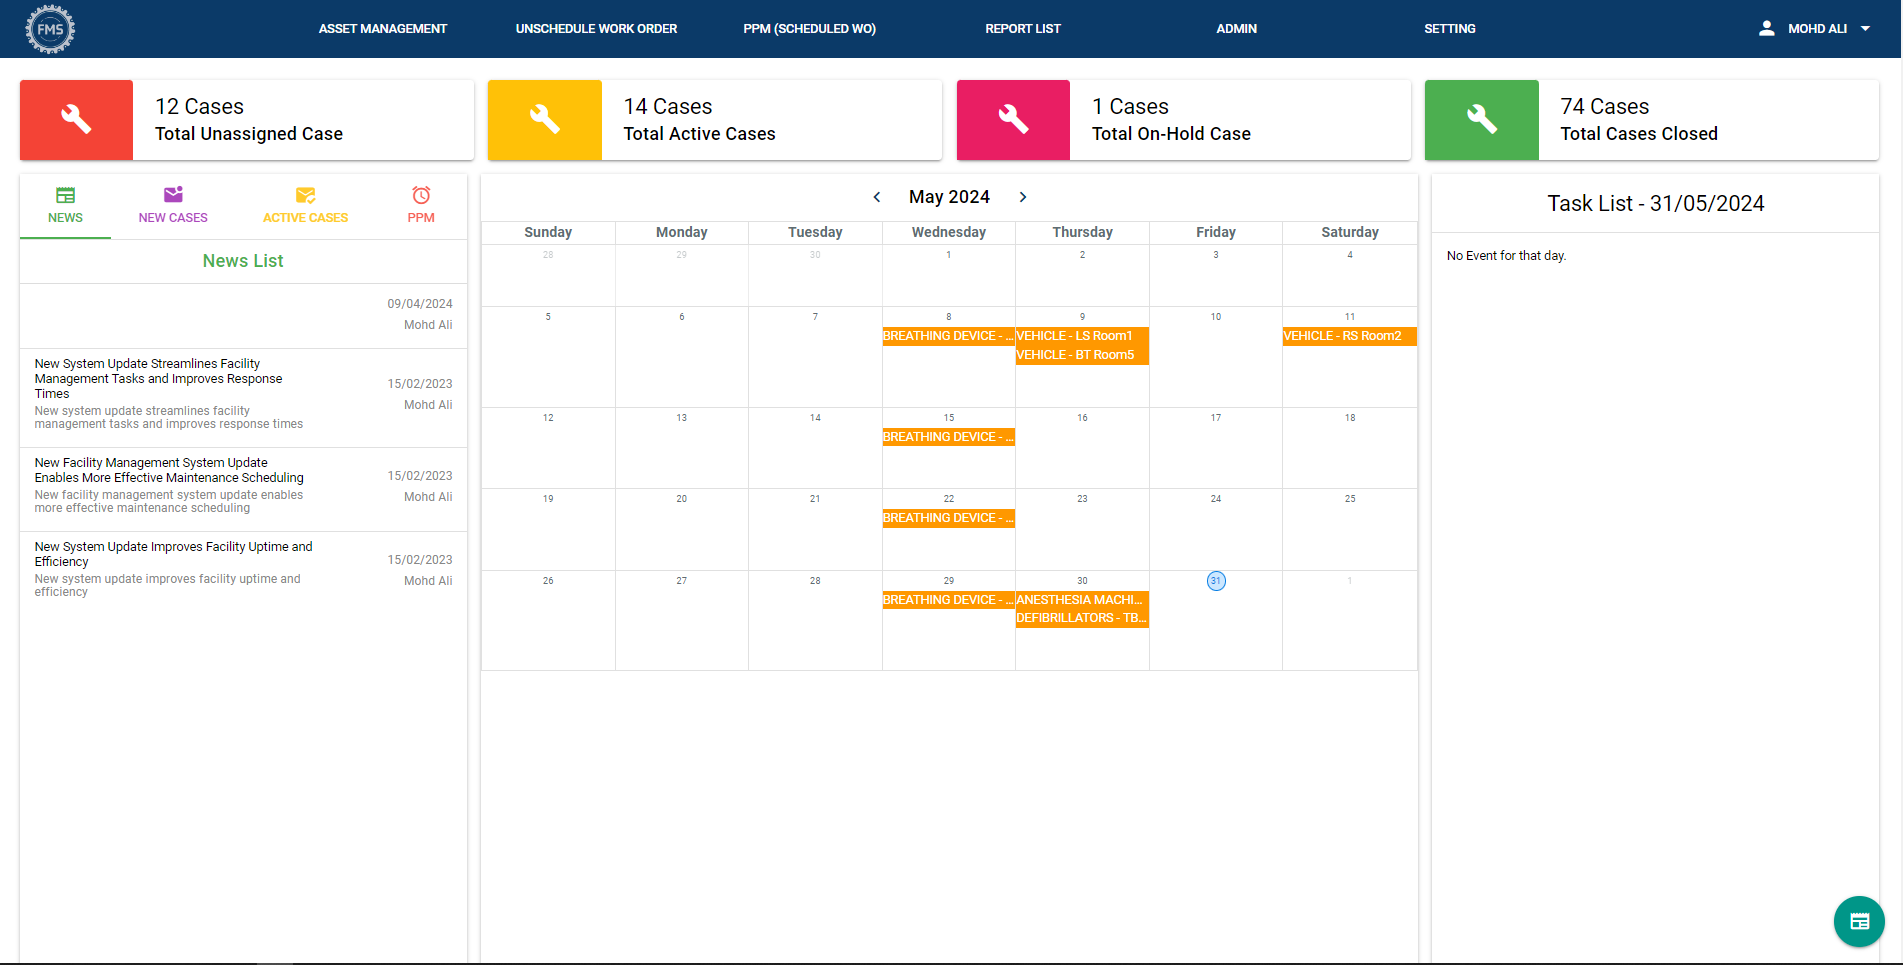 FMS
ASSET MANAGEMENT
UNSCHEDULE WORK ORDER
PPM (SCHEDULED WO)
REPORT LIST
ADMIN
SETTING
MOHD ALI
12 Cases
Total Unassigned Case
14 Cases
Total Active Cases
1 Cases
Total On-Hold Case
74 Cases
Total Cases Closed
NEWS
NEW CASES
ACTIVE CASES
PPM
News List
09/04/2024
Mohd Ali
New System Update Streamlines Facility
Management Tasks and Improves Response
Times
New system update streamlines facility
management tasks and improves response times
15/02/2023
Mohd Ali
New Facility Management System Update
Enables More Effective Maintenance Scheduling
New facility management system update enables
more effective maintenance scheduling
15/02/2023
Mohd Ali
New System Update Improves Facility Uptime and
Efficiency
New system update improves facility uptime and
efficiency
15/02/2023
Mohd Ali
May 2024
Sunday Monday Tuesday Wednesday Thursday Friday Saturday
28 29 30 1 2 3 4
5 6 7 8 9 10 11
BREATHING DEVICE - ...
VEHICLE - LS Room1
VEHICLE - BT Room5
VEHICLE - RS Room2
12 13 14 15 16 17 18
BREATHING DEVICE - ...
19 20 21 22 23 24 25
BREATHING DEVICE - ...
26 27 28 29 30 31 1
BREATHING DEVICE - ...
ANESTHESIA MACHI...
DEFIBRILLATORS - TB...
Task List - 31/05/2024
No Event for that day.